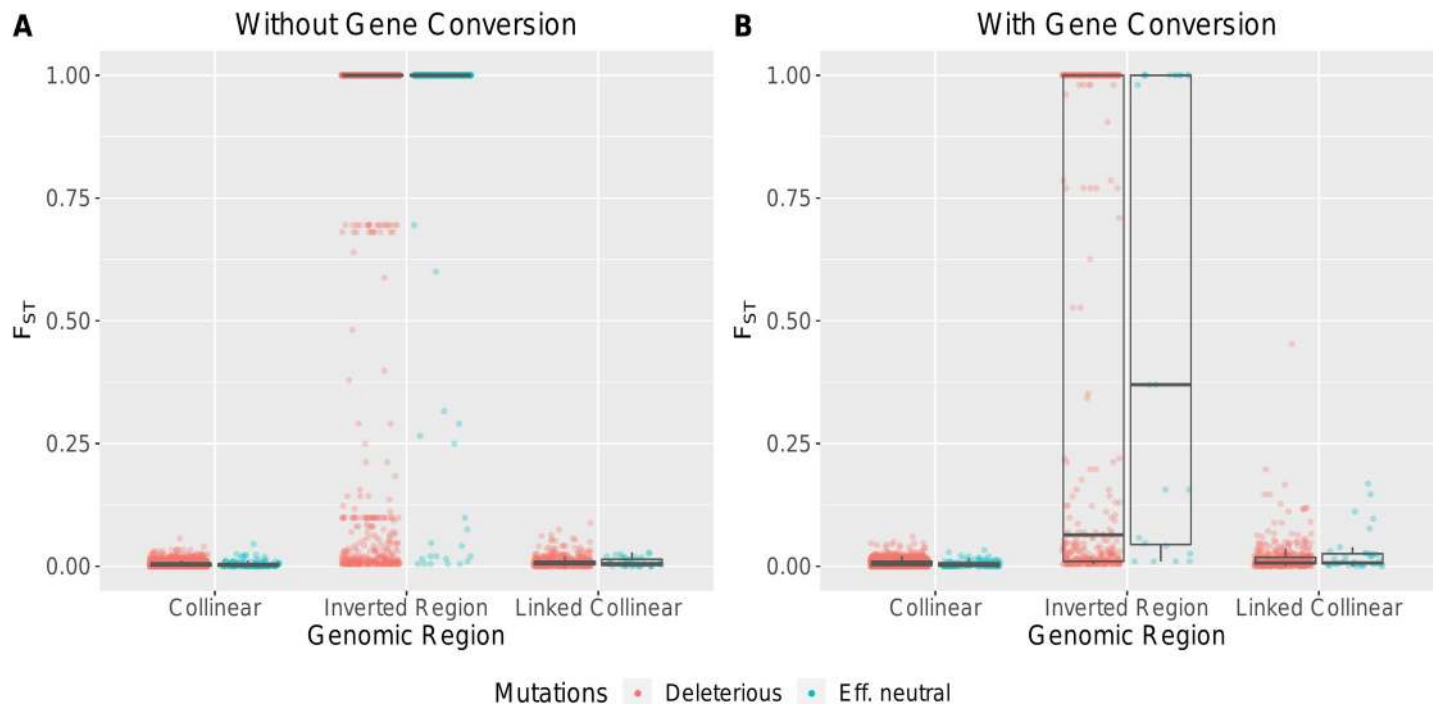 A Without Gene Conversion
1.00
0.75
0.50
0.25
0.00
FST
Collinear Inverted Region Linked Collinear
Genomic Region
B With Gene Conversion
1.00
0.75
0.50
0.25
0.00
FST
Collinear Inverted Region Linked Collinear
Genomic Region
Mutations Deleterious Eff. neutral